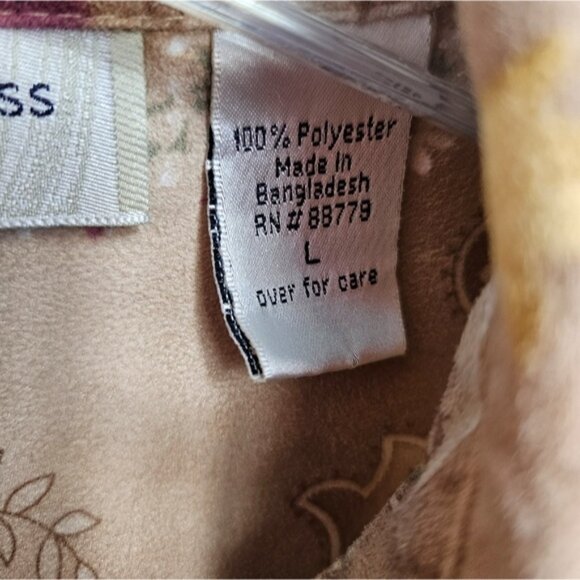 SS
100% Polyester
Made In
Bangladesh
RN # 88779
L
over for care